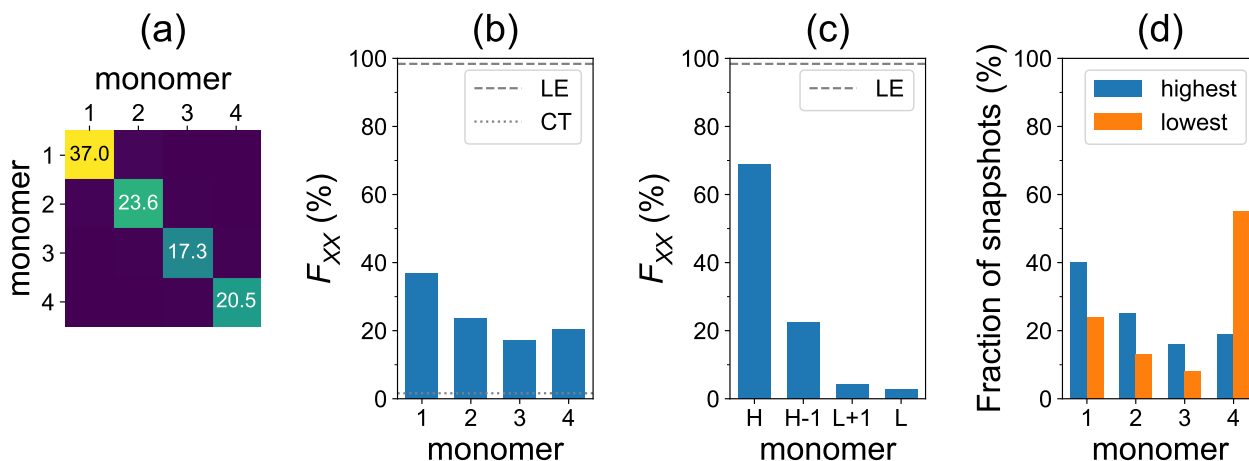 (a)
monomer
1 2 3 4
monomer
1 37.0
2 23.6
3 17.3
4 20.5
(b)
F_XX (%)
100
80
60
40
20
0
LE
CT
1 2 3 4
monomer
(c)
F_XX (%)
100
80
60
40
20
0
LE
H H-1 L+1 L
monomer
(d)
Fraction of snapshots (%)
100
80
60
40
20
0
highest
lowest
1 2 3 4
monomer